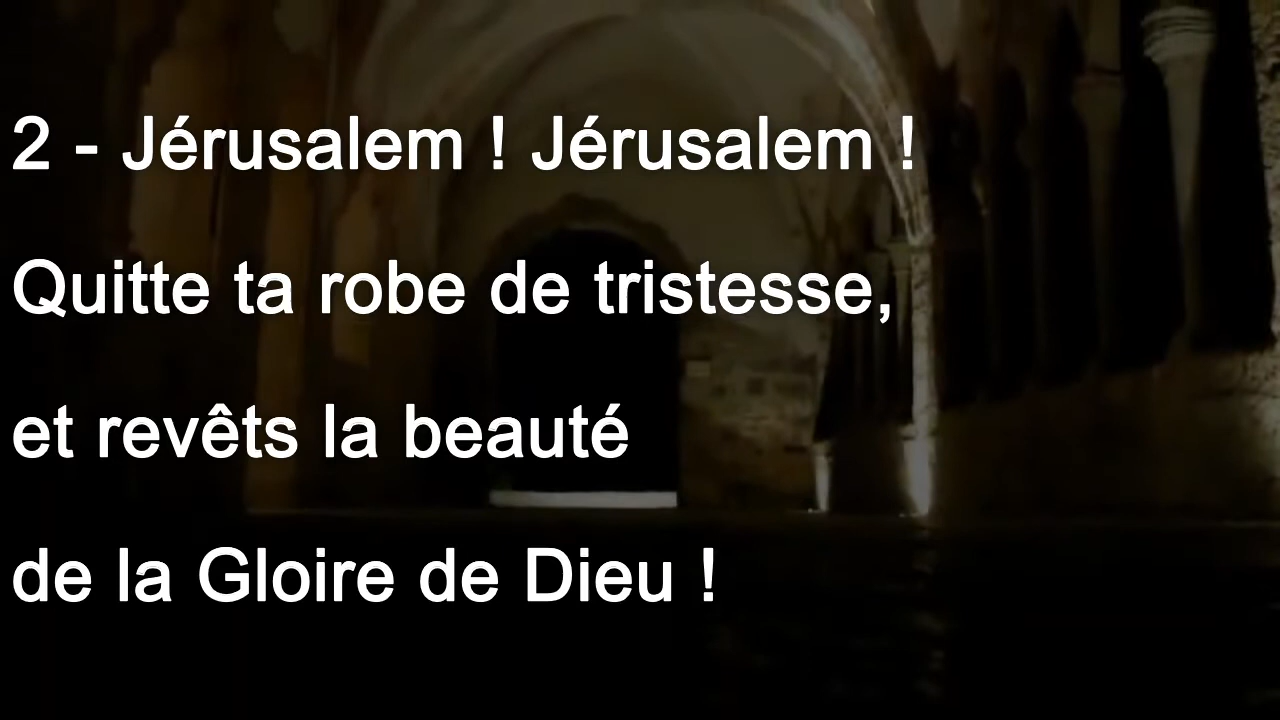 2 - Jérusalem ! Jérusalem !
Quitte ta robe de tristesse,
et revêts la beauté
de la Gloire de Dieu !